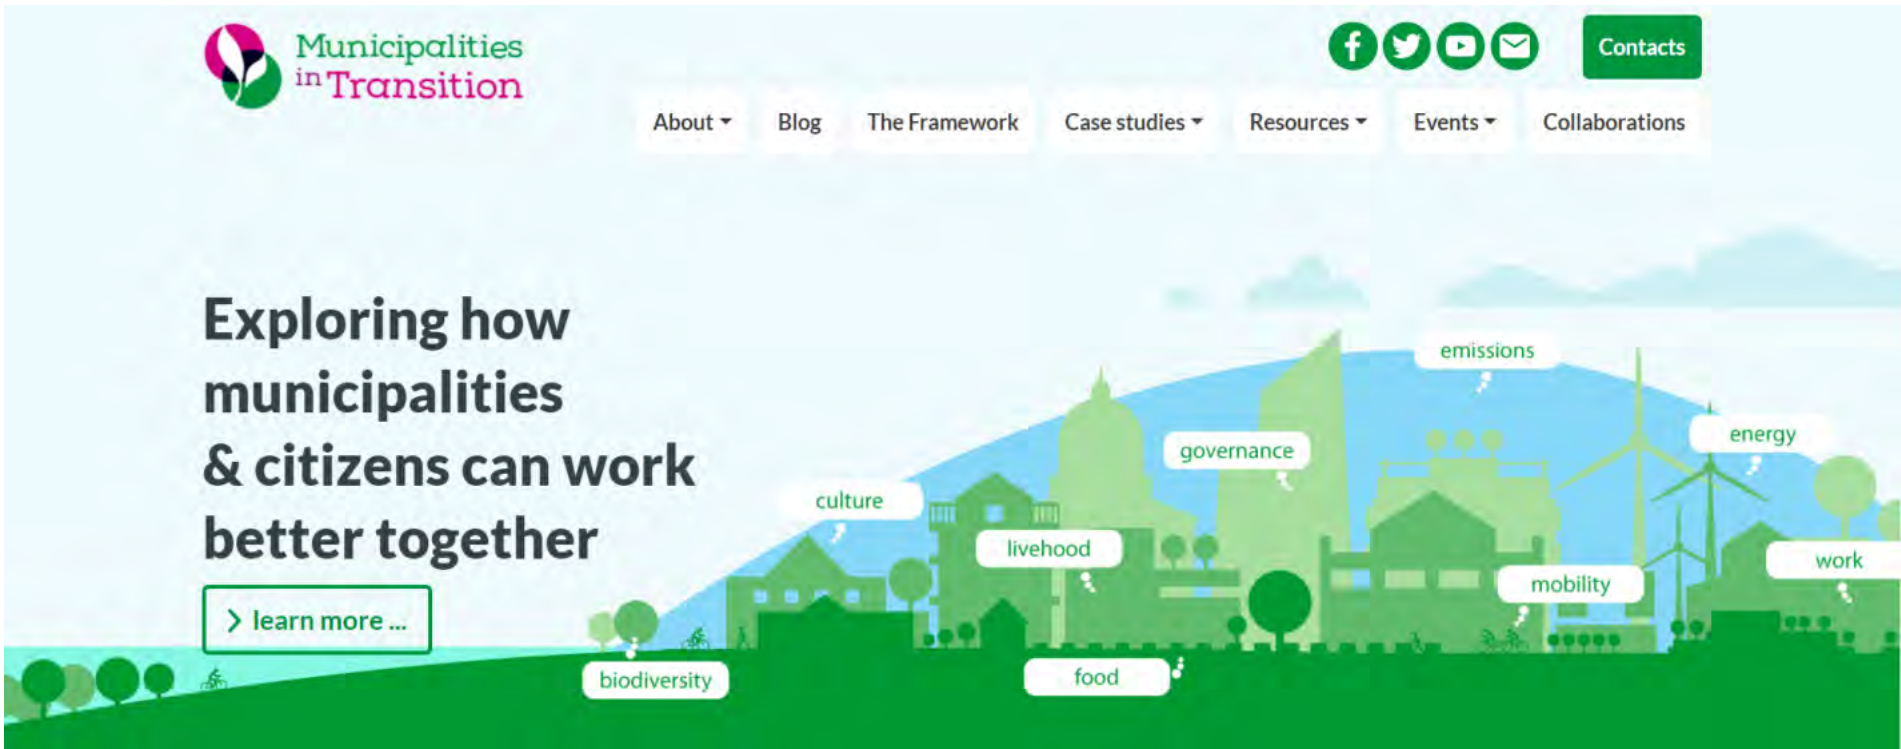 Municipalities
in Transition
Contacts
About
Blog
The Framework
Case studies
Resources
Events
Collaborations
Exploring how
municipalities
& citizens can work
better together
learn more ...
emissions
energy
governance
culture
livehood
work
mobility
biodiversity
food